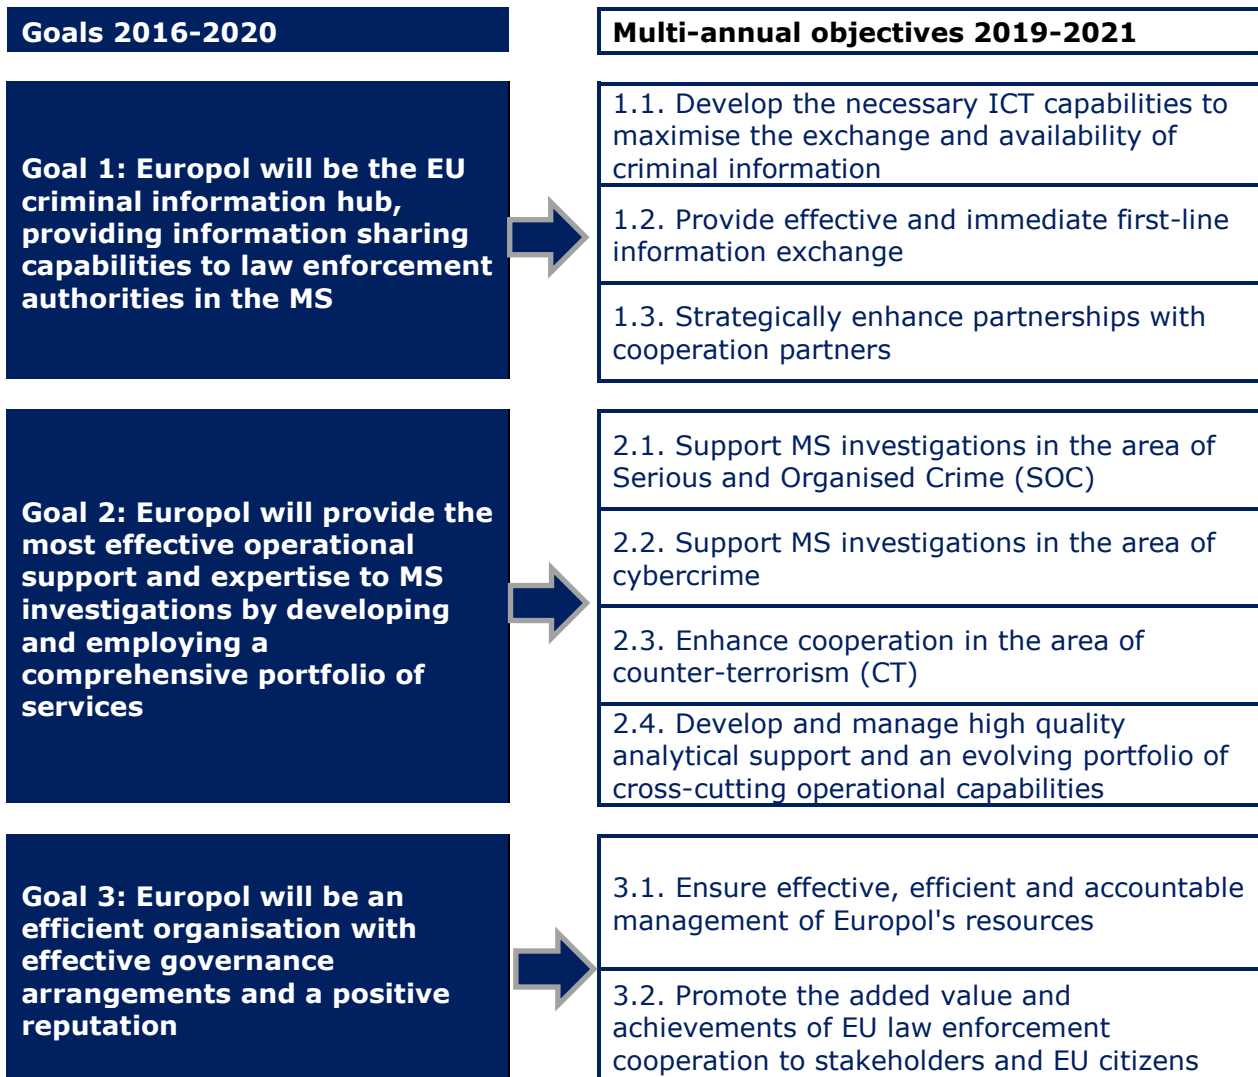 Goals 2016-2020
Multi-annual objectives 2019-2021
Goal 1: Europol will be the EU
criminal information hub,
providing information sharing
capabilities to law enforcement
authorities in the MS
1.1. Develop the necessary ICT capabilities to
maximise the exchange and availability of
criminal information
1.2. Provide effective and immediate first-line
information exchange
1.3. Strategically enhance partnerships with
cooperation partners
Goal 2: Europol will provide the
most effective operational
support and expertise to MS
investigations by developing
and employing a
comprehensive portfolio of
services
2.1. Support MS investigations in the area of
Serious and Organised Crime (SOC)
2.2. Support MS investigations in the area of
cybercrime
2.3. Enhance cooperation in the area of
counter-terrorism (CT)
2.4. Develop and manage high quality
analytical support and an evolving portfolio of
cross-cutting operational capabilities
Goal 3: Europol will be an
efficient organisation with
effective governance
arrangements and a positive
reputation
3.1. Ensure effective, efficient and accountable
management of Europol's resources
3.2. Promote the added value and
achievements of EU law enforcement
cooperation to stakeholders and EU citizens